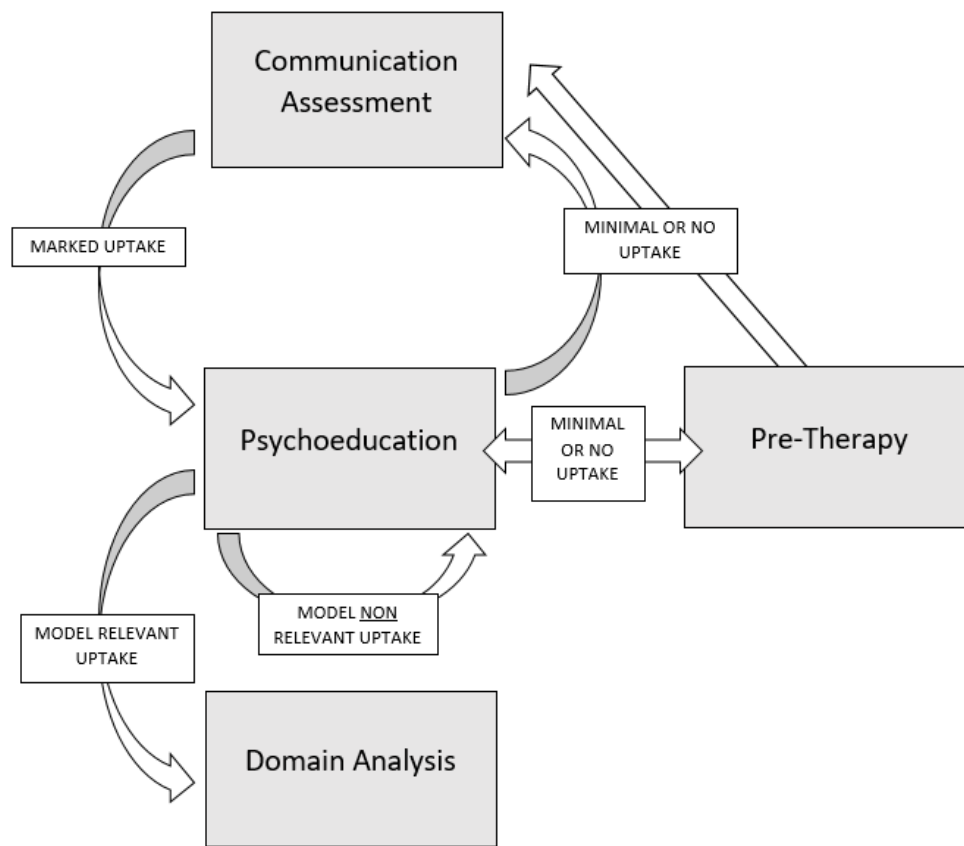 Communication
Assessment
MARKED UPTAKE
MINIMAL OR NO
UPTAKE
Psychoeducation
MINIMAL
OR NO
UPTAKE
Pre-Therapy
MODEL RELEVANT
UPTAKE
MODEL NON
RELEVANT UPTAKE
Domain Analysis